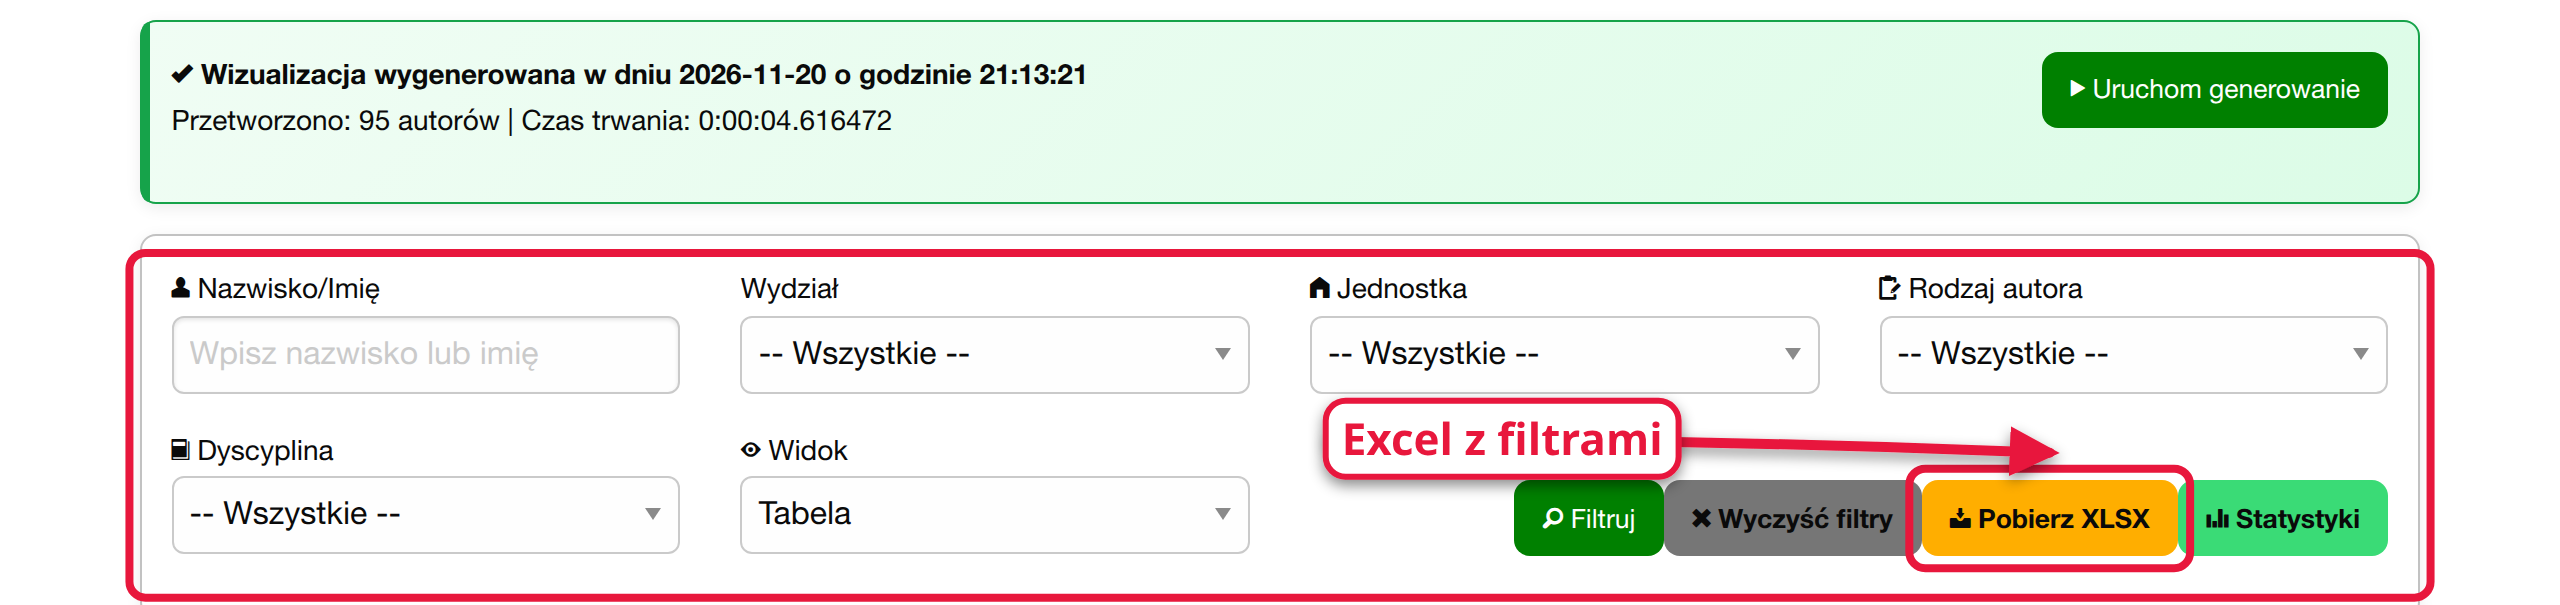 ✔ Wizualizacja wygenerowana w dniu 2026-11-20 o godzinie 21:13:21
Przetworzono: 95 autorów | Czas trwania: 0:00:04.616472
Uruchom generowanie
Nazwisko/Imię
Wydział
Jednostka
Rodzaj autora
Wpisz nazwisko lub imię
-- Wszystkie --
-- Wszystkie --
-- Wszystkie --
Excel z filtrami
Dyscyplina
Widok
-- Wszystkie --
Tabela
Filtruj
✖ Wyczyść filtry
Pobierz XLSX
Statystyki